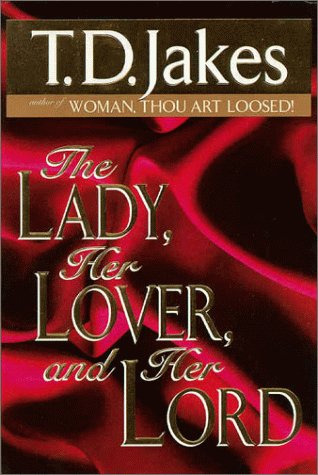 T.D. Jakes
author of WOMAN, THOU ART LOOSED!
The
LADY,
Her
LOVER,
and Her
LORD